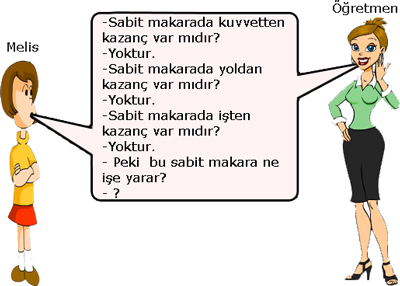 Öğretmen
Melis
-Sabit makarada kuvvetten
kazanç var mıdır?
-Yoktur.
-Sabit makarada yoldan
kazanç var mıdır?
-Yoktur.
-Sabit makarada işten
kazanç var mıdır?
-Yoktur.
- Peki bu sabit makara ne
işe yarar?
- ?